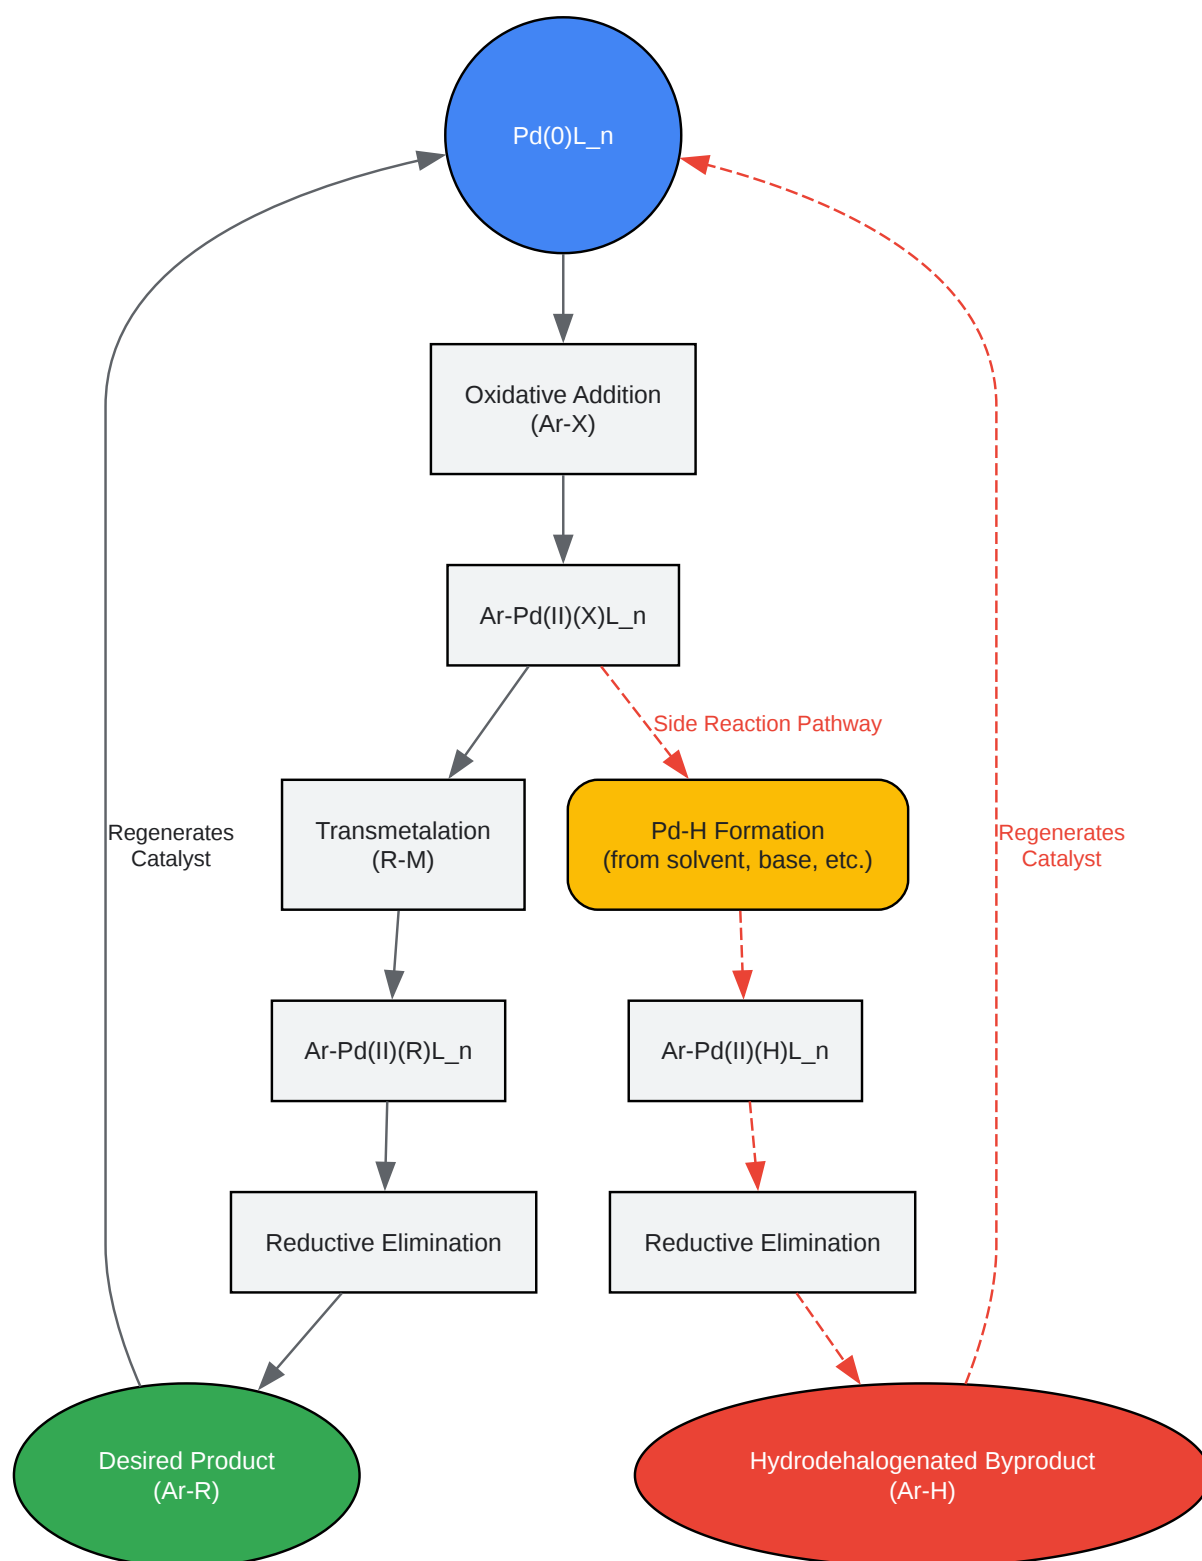 Pd(0)L_n
Oxidative Addition
(Ar-X)
Ar-Pd(II)(X)L_n
Side Reaction Pathway
Transmetalation
(R-M)
Pd-H Formation
(from solvent, base, etc.)
Regenerates
Catalyst
Regenerates
Catalyst
Ar-Pd(II)(R)L_n
Ar-Pd(II)(H)L_n
Reductive Elimination
Reductive Elimination
Desired Product
(Ar-R)
Hydrodehalogenated Byproduct
(Ar-H)